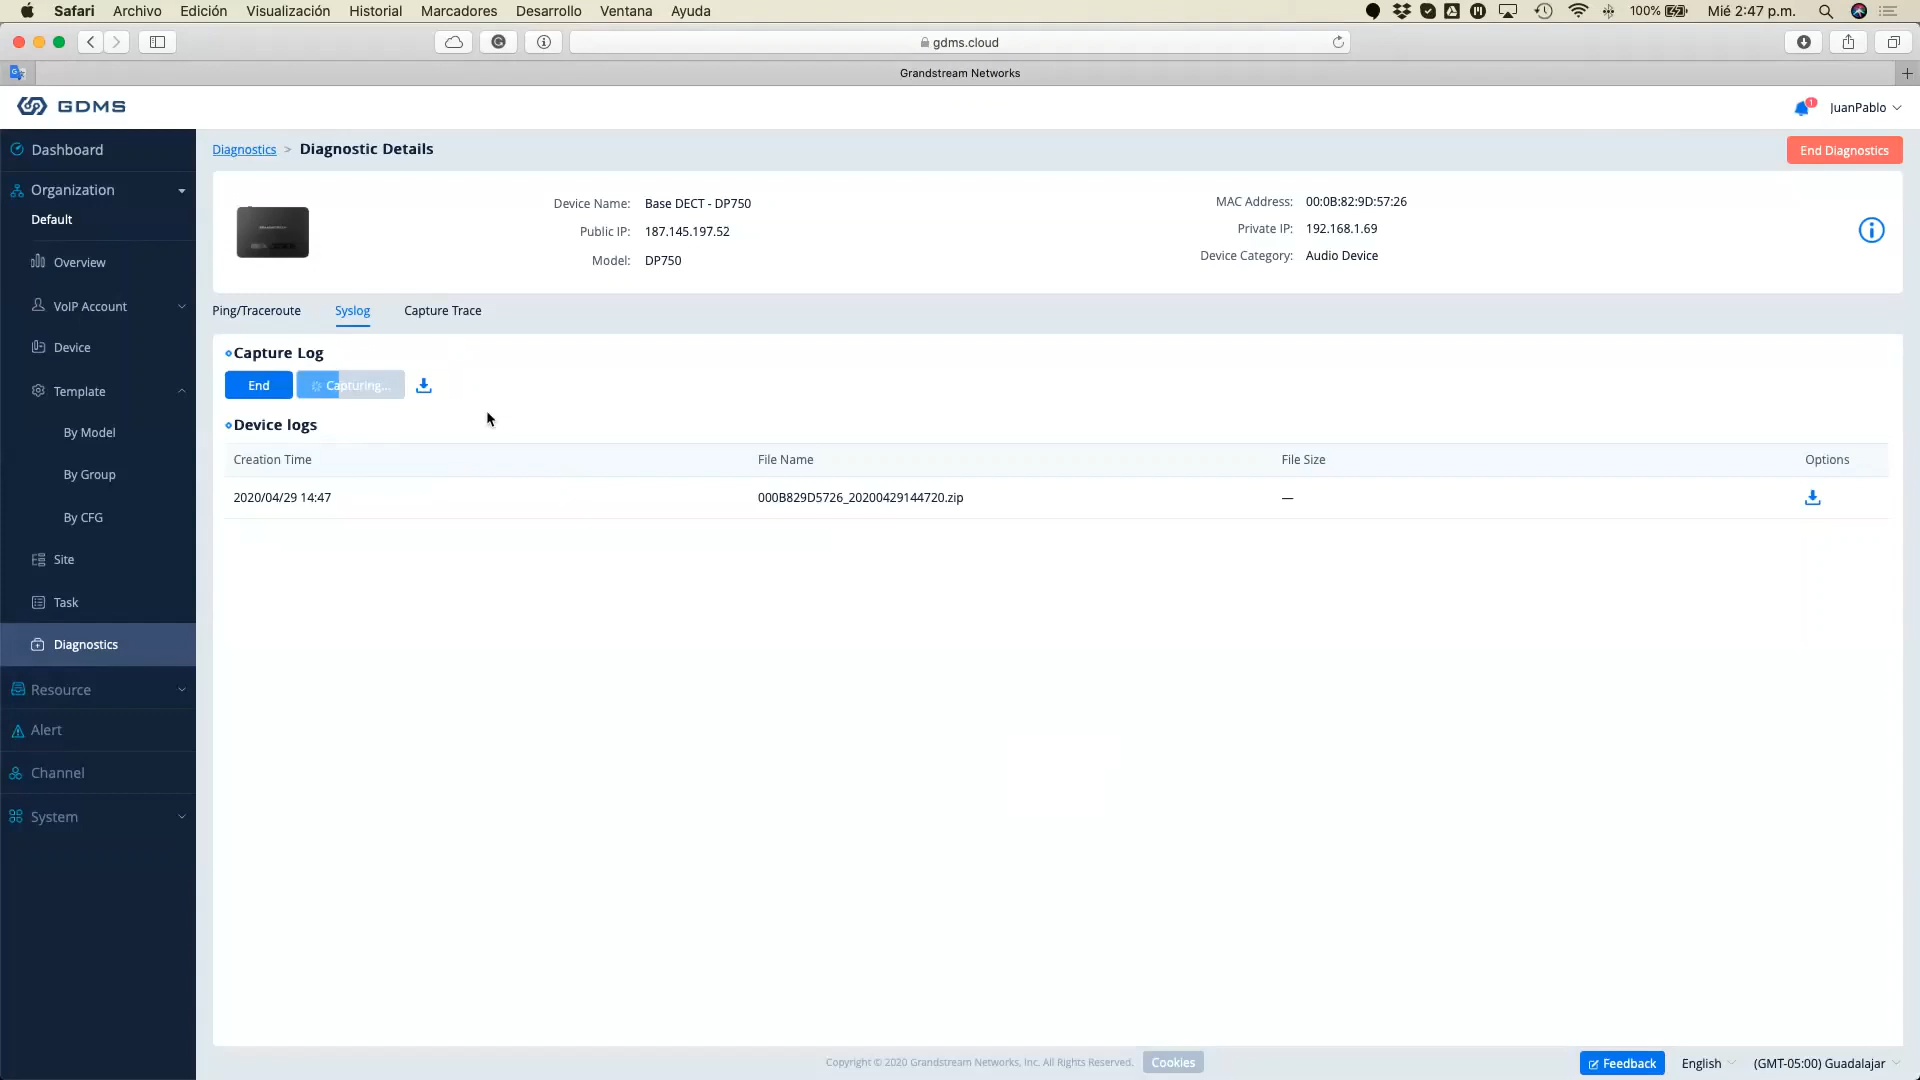 Safari Archivo Edición Visualización Historial Marcadores Desarrollo Ventana Ayuda 100% Mié 2:47 p.m.
gdms.cloud
Grandstream Networks
GDMS
1 JuanPablo
Dashboard
Organization
Default
Overview
VoIP Account
Device
Template
By Model
By Group
By CFG
Site
Task
Diagnostics
Resource
Alert
Channel
System
Diagnostics > Diagnostic Details
End Diagnostics
Device Name: Base DECT - DP750
Public IP: 187.145.197.52
Model: DP750
MAC Address: 00:0B:82:9D:57:26
Private IP: 192.168.1.69
Device Category: Audio Device
Ping/Traceroute Syslog Capture Trace
Capture Log
End Capturing...
Device logs
Creation Time File Name File Size Options
2020/04/29 14:47 000B829D5726_20200429144720.zip —
Copyright © 2020 Grandstream Networks, Inc. All Rights Reserved. Cookies
Feedback English (GMT-05:00) Guadalajar